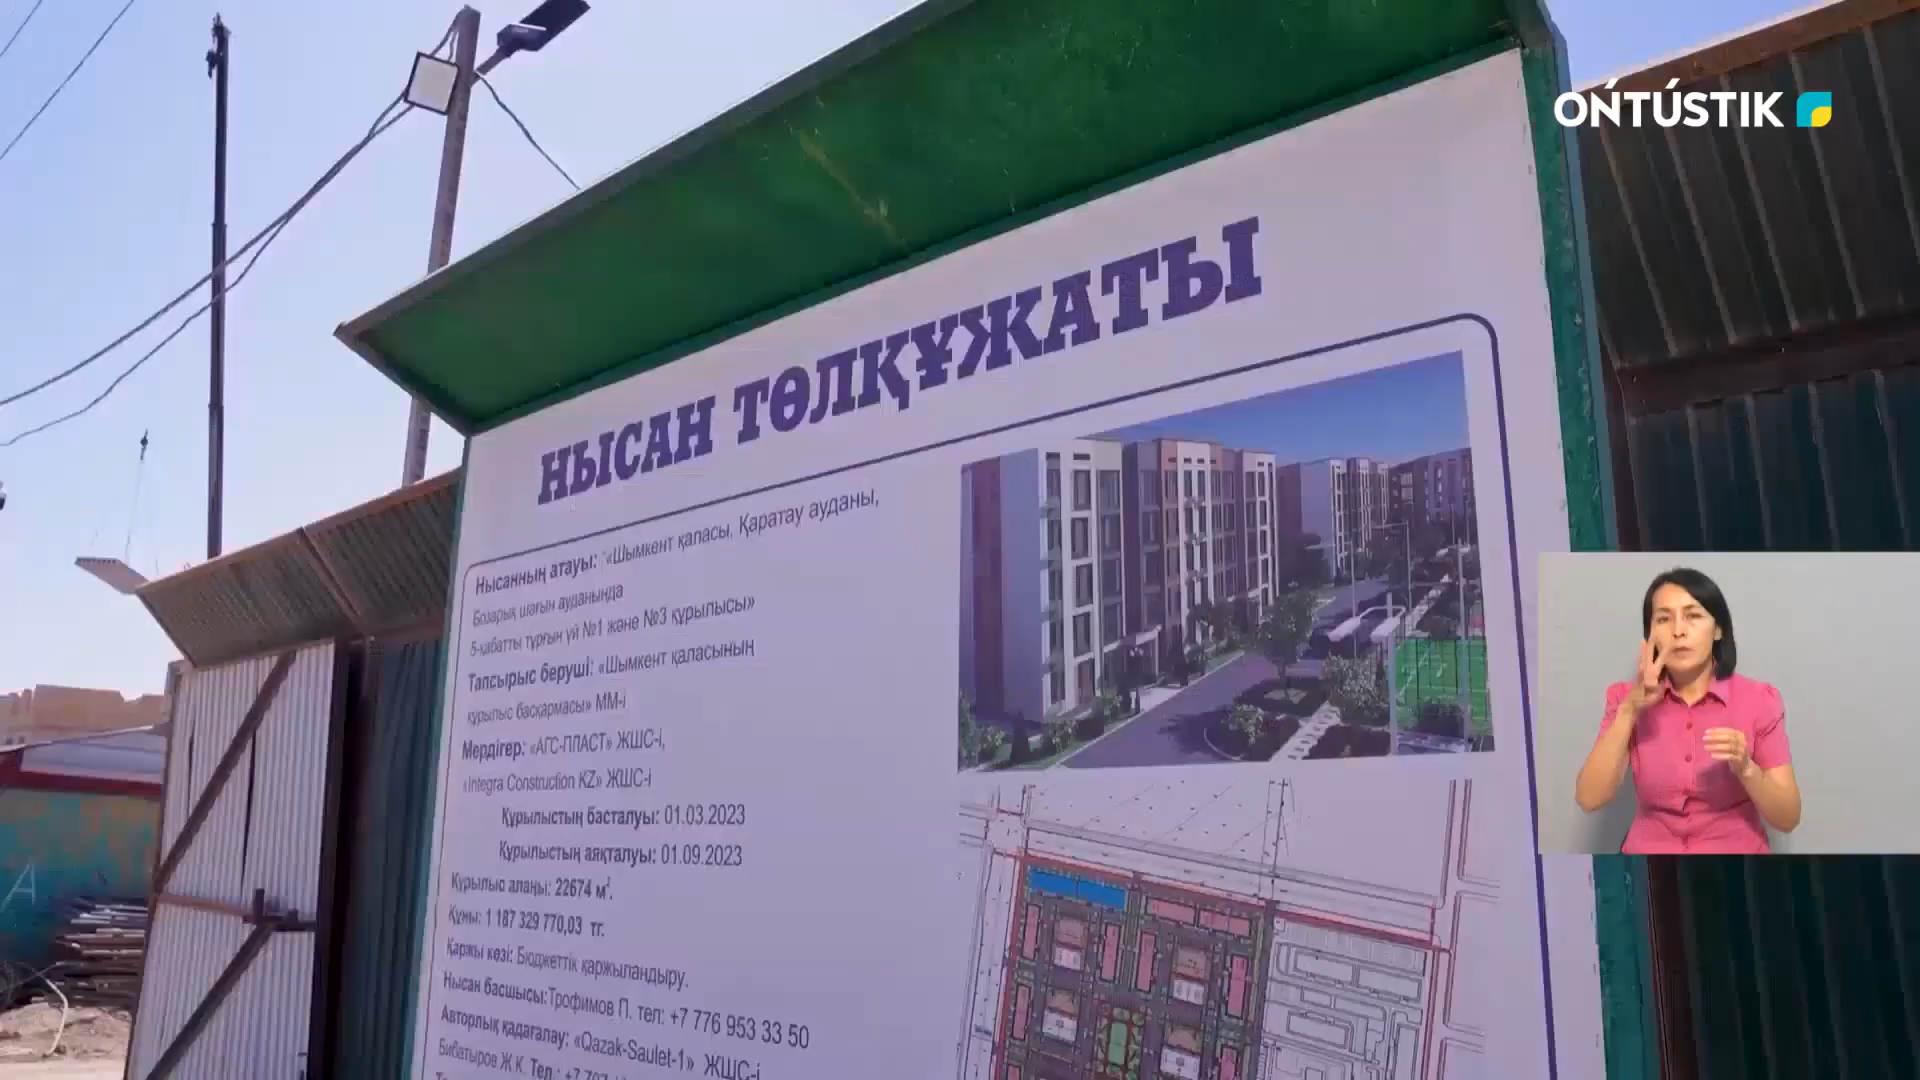 OŃTÚSTIK
НЫСАН ТӨЛҚҰЖАТЫ
Нысанның атауы: "«Шымкент қаласы, Қаратау ауданы,
Бозарық шағын ауданында
5-қабатты тұрғын үй №1 және №3 құрылысы»
Тапсырыс беруші: «Шымкент қаласының
құрылыс басқармасы» ММ-і
Мердігер: «АГС-ПЛАСТ» ЖШС-і,
«Integra Construction KZ» ЖШС-і
Құрылыстың басталуы: 01.03.2023
Құрылыстың аяқталуы: 01.09.2023
Құрылыс алаңы: 22674 м².
Құны: 1 187 329 770,03 тг.
Қаржы көзі: Бюджеттік қаржыландыру.
Нысан басшысы:Трофимов П. тел: +7 776 953 33 50
Авторлық қадағалау: «Qazak-Saulet-1» ЖШС-і
Бибатыров Ж.К. Тел.: +7